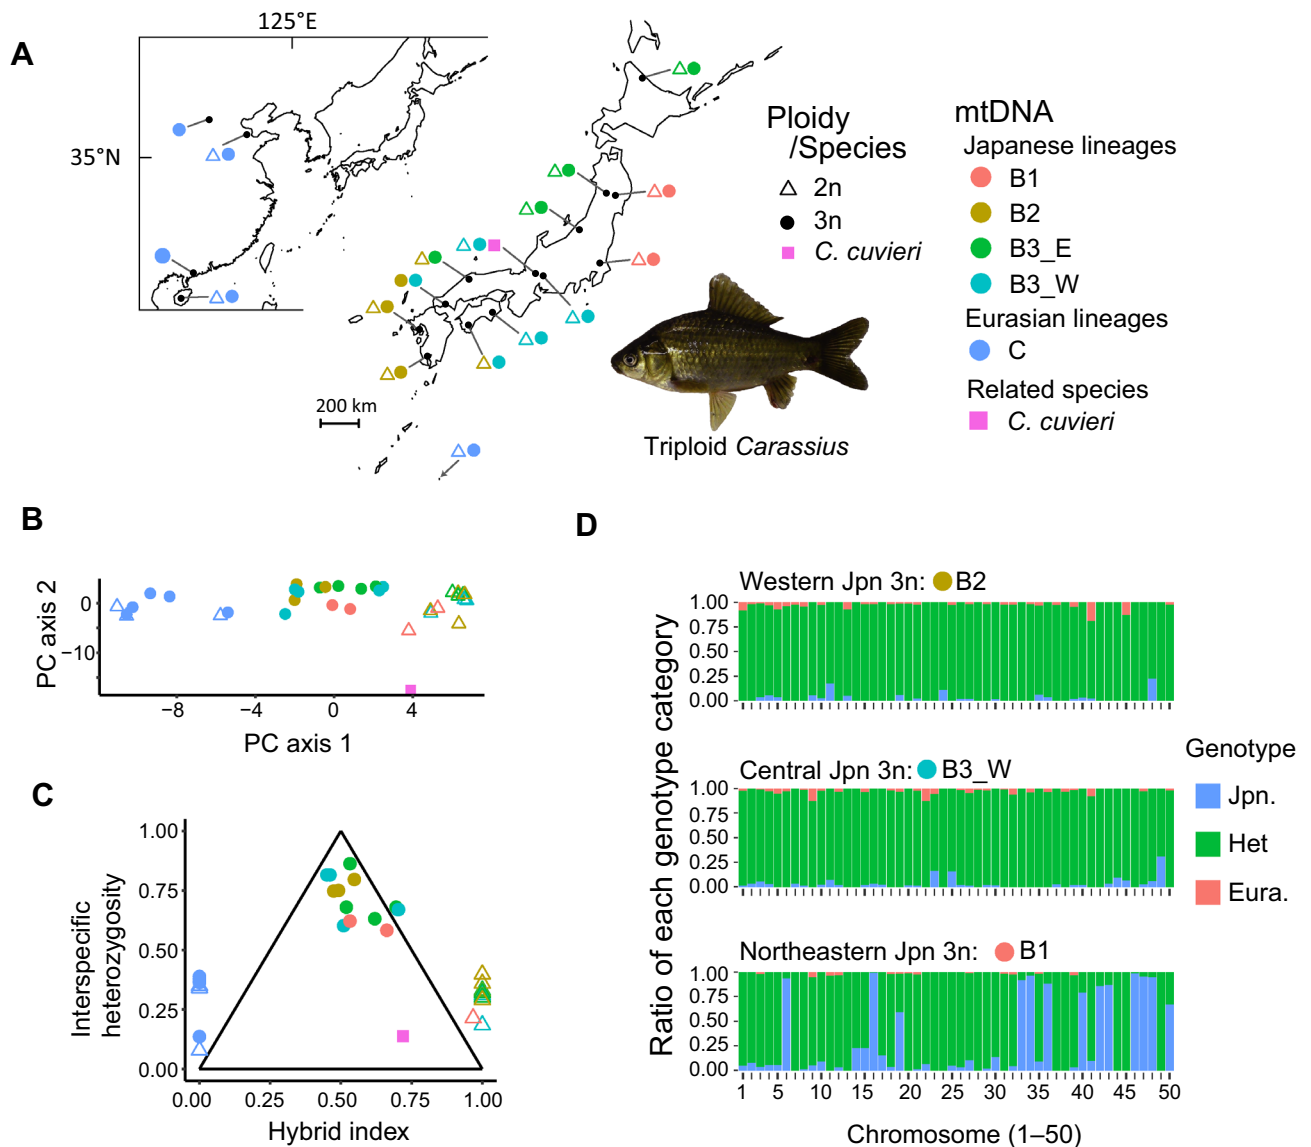 A
125°E
35°N
200 km
Ploidy
/Species
2n
3n
C. cuvieri
mtDNA
Japanese lineages
B1
B2
B3_E
B3_W
Eurasian lineages
C
Related species
C. cuvieri
Triploid Carassius
B
PC axis 2
0
−10
−8
−4
0
4
PC axis 1
C
Interspecific
heterozygosity
1.00
0.75
0.50
0.25
0.00
0.00
0.25
0.50
0.75
1.00
Hybrid index
D
Ratio of each genotype category
Western Jpn 3n: B2
1.00
0.75
0.50
0.25
0.00
Central Jpn 3n: B3_W
1.00
0.75
0.50
0.25
0.00
Northeastern Jpn 3n: B1
1.00
0.75
0.50
0.25
0.00
1
5
10
15
20
25
30
35
40
45
50
Chromosome (1–50)
Genotype
Jpn.
Het
Eura.